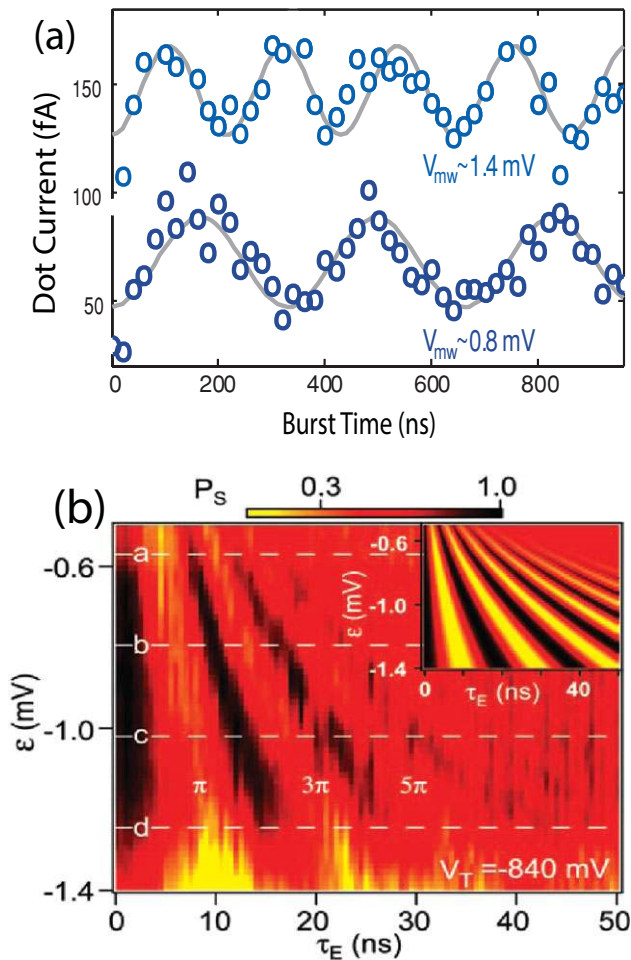 (a)
Dot Current (fA)
150
100
50
V_mw~1.4 mV
V_mw~0.8 mV
0
200
400
600
800
Burst Time (ns)
(b)
P_S
0.3
1.0
ε (mV)
-0.6
-1.0
-1.4
a
b
c
d
π
3π
5π
V_T =-840 mV
0
10
20
30
40
50
τ_E (ns)
ε (mV)
-0.6
-1.0
-1.4
0
40
τ_E (ns)